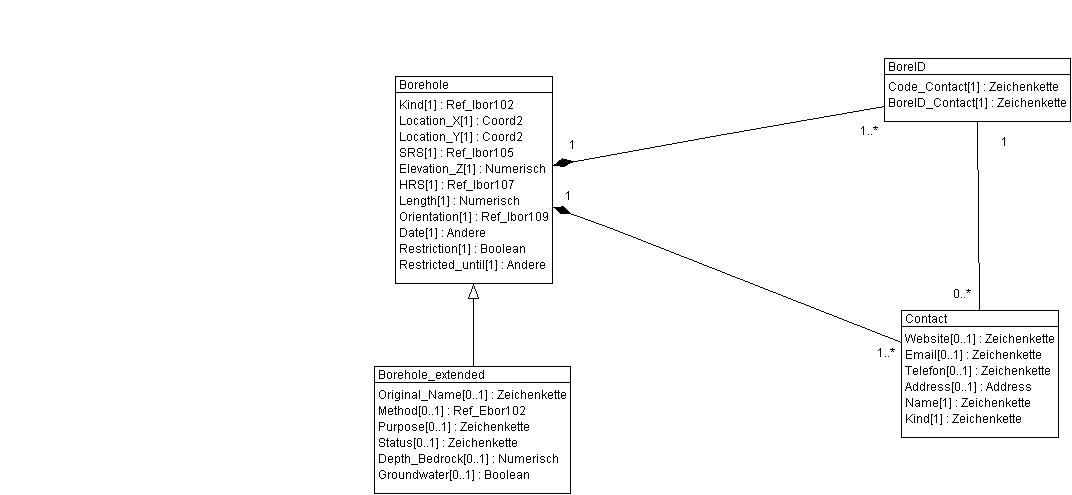 BoreID
Code_Contact[1] : Zeichenkette
BoreID_Contact[1] : Zeichenkette
Borehole
Kind[1] : Ref_Ibor102
Location_X[1] : Coord2
Location_Y[1] : Coord2
SRS[1] : Ref_Ibor105
Elevation_Z[1] : Numerisch
HRS[1] : Ref_Ibor107
Length[1] : Numerisch
Orientation[1] : Ref_Ibor109
Date[1] : Andere
Restriction[1] : Boolean
Restricted_until[1] : Andere
1
1..*
1
1
0..*
1..*
Contact
Website[0..1] : Zeichenkette
Email[0..1] : Zeichenkette
Telefon[0..1] : Zeichenkette
Address[0..1] : Address
Name[1] : Zeichenkette
Kind[1] : Zeichenkette
Borehole_extended
Original_Name[0..1] : Zeichenkette
Method[0..1] : Ref_Ebor102
Purpose[0..1] : Zeichenkette
Status[0..1] : Zeichenkette
Depth_Bedrock[0..1] : Numerisch
Groundwater[0..1] : Boolean